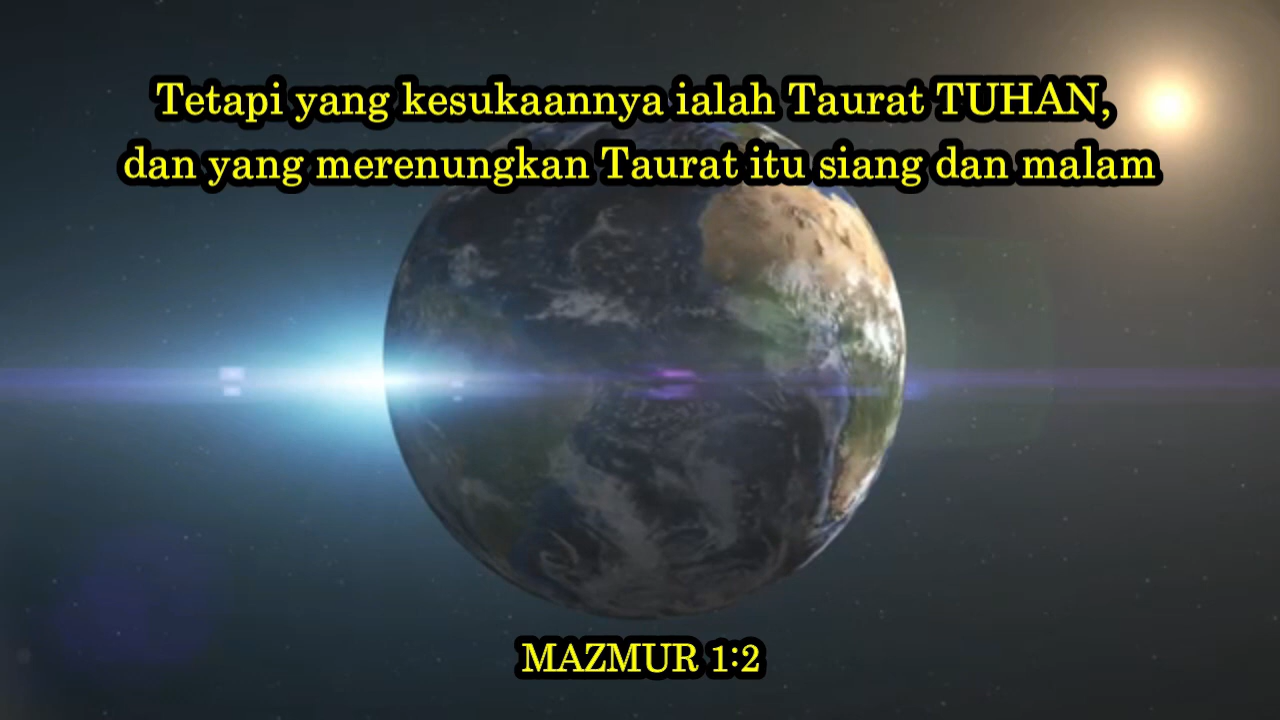 Tetapi yang kesukaannya ialah Taurat TUHAN,
dan yang merenungkan Taurat itu siang dan malam
MAZMUR 1:2